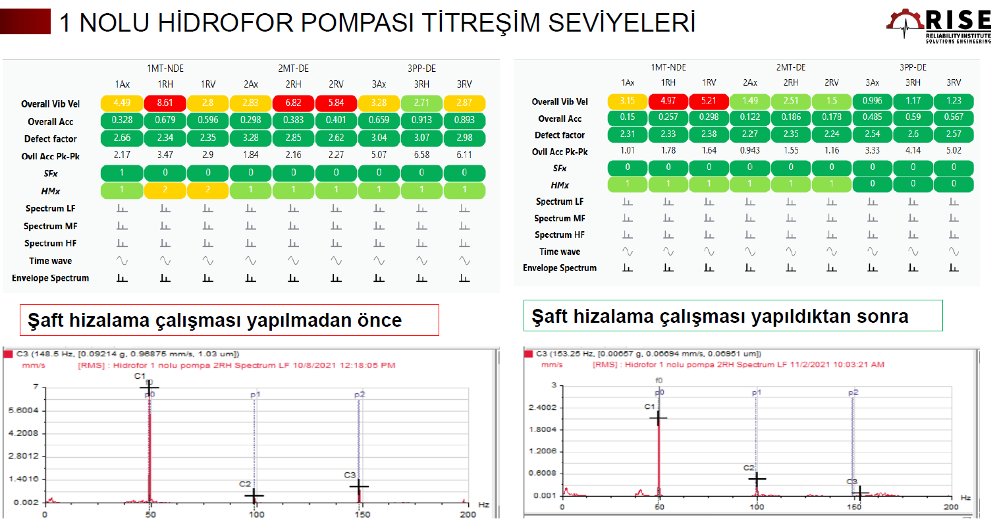 1 NOLU HİDROFOR POMPASI TİTREŞİM SEVİYELERİ
RISE
RELIABILITY INSTITUTE
SOLUTIONS ENGINEERING
1MT-NDE 2MT-DE 3PP-DE
1Ax 1RH 1RV 2Ax 2RH 2RV 3Ax 3RH 3RV
Overall Vib Vel 4.49 8.61 2.8 2.83 6.82 5.84 3.28 2.71 2.87
Overall Acc 0.328 0.679 0.596 0.298 0.383 0.401 0.659 0.913 0.893
Defect factor 2.66 2.34 2.35 3.28 2.85 2.62 3.04 3.07 2.98
Ovll Acc Pk-Pk 2.17 3.47 2.9 1.84 2.16 2.27 5.07 6.58 6.11
SFx 1 0 0 0 0 0 0 0 0
HMx 1 2 2 1 1 1 1 1 1
Spectrum LF
Spectrum MF
Spectrum HF
Time wave
Envelope Spectrum
1MT-NDE 2MT-DE 3PP-DE
1Ax 1RH 1RV 2Ax 2RH 2RV 3Ax 3RH 3RV
Overall Vib Vel 3.15 4.97 5.21 1.49 2.51 1.5 0.996 1.17 1.23
Overall Acc 0.15 0.257 0.298 0.122 0.186 0.178 0.485 0.59 0.567
Defect factor 2.31 2.33 2.38 2.27 2.35 2.24 2.54 2.6 2.57
Ovll Acc Pk-Pk 1.01 1.78 1.64 0.943 1.55 1.16 3.33 4.14 5.02
SFx 0 0 0 0 0 0 0 0 0
HMx 1 1 1 1 1 1 0 0 0
Spectrum LF
Spectrum MF
Spectrum HF
Time wave
Envelope Spectrum
Şaft hizalama çalışması yapılmadan önce
Şaft hizalama çalışması yapıldıktan sonra
C3 (148.5 Hz, [0.09214 g, 0.96875 mm/s, 1.03 um])
mm/s [RMS] : Hidrofor 1 nolu pompa 2RH Spectrum LF 10/8/2021 12:18:05 PM
C1
f0
7
p0 p1 p2
5.6004
4.2008
2.8012
1.4016
C2 C3
0.002
Hz
0 50 100 150 200
C3 (153.25 Hz, [0.00657 g, 0.06694 mm/s, 0.06951 um])
mm/s [RMS] : Hidrofor 1 nolu pompa 2RH Spectrum LF 11/2/2021 10:03:21 AM
f0
3
p0 p1 p2
C1
2.4002
1.8004
1.2006
C2
0.6008
C3
0.001
Hz
0 50 100 150 200